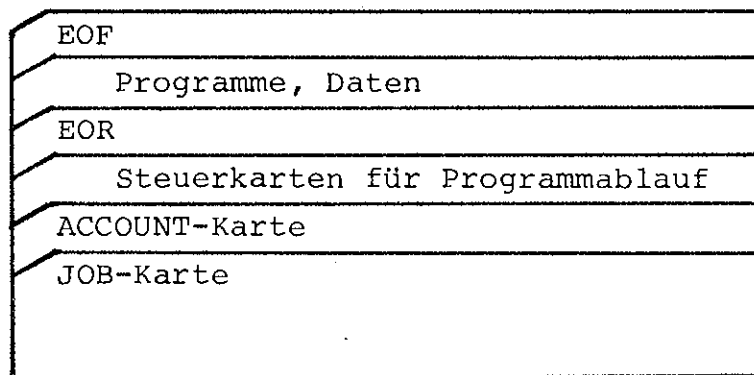 EOF
Programme, Daten
EOR
Steuerkarten für Programmablauf
ACCOUNT-Karte
JOB-Karte